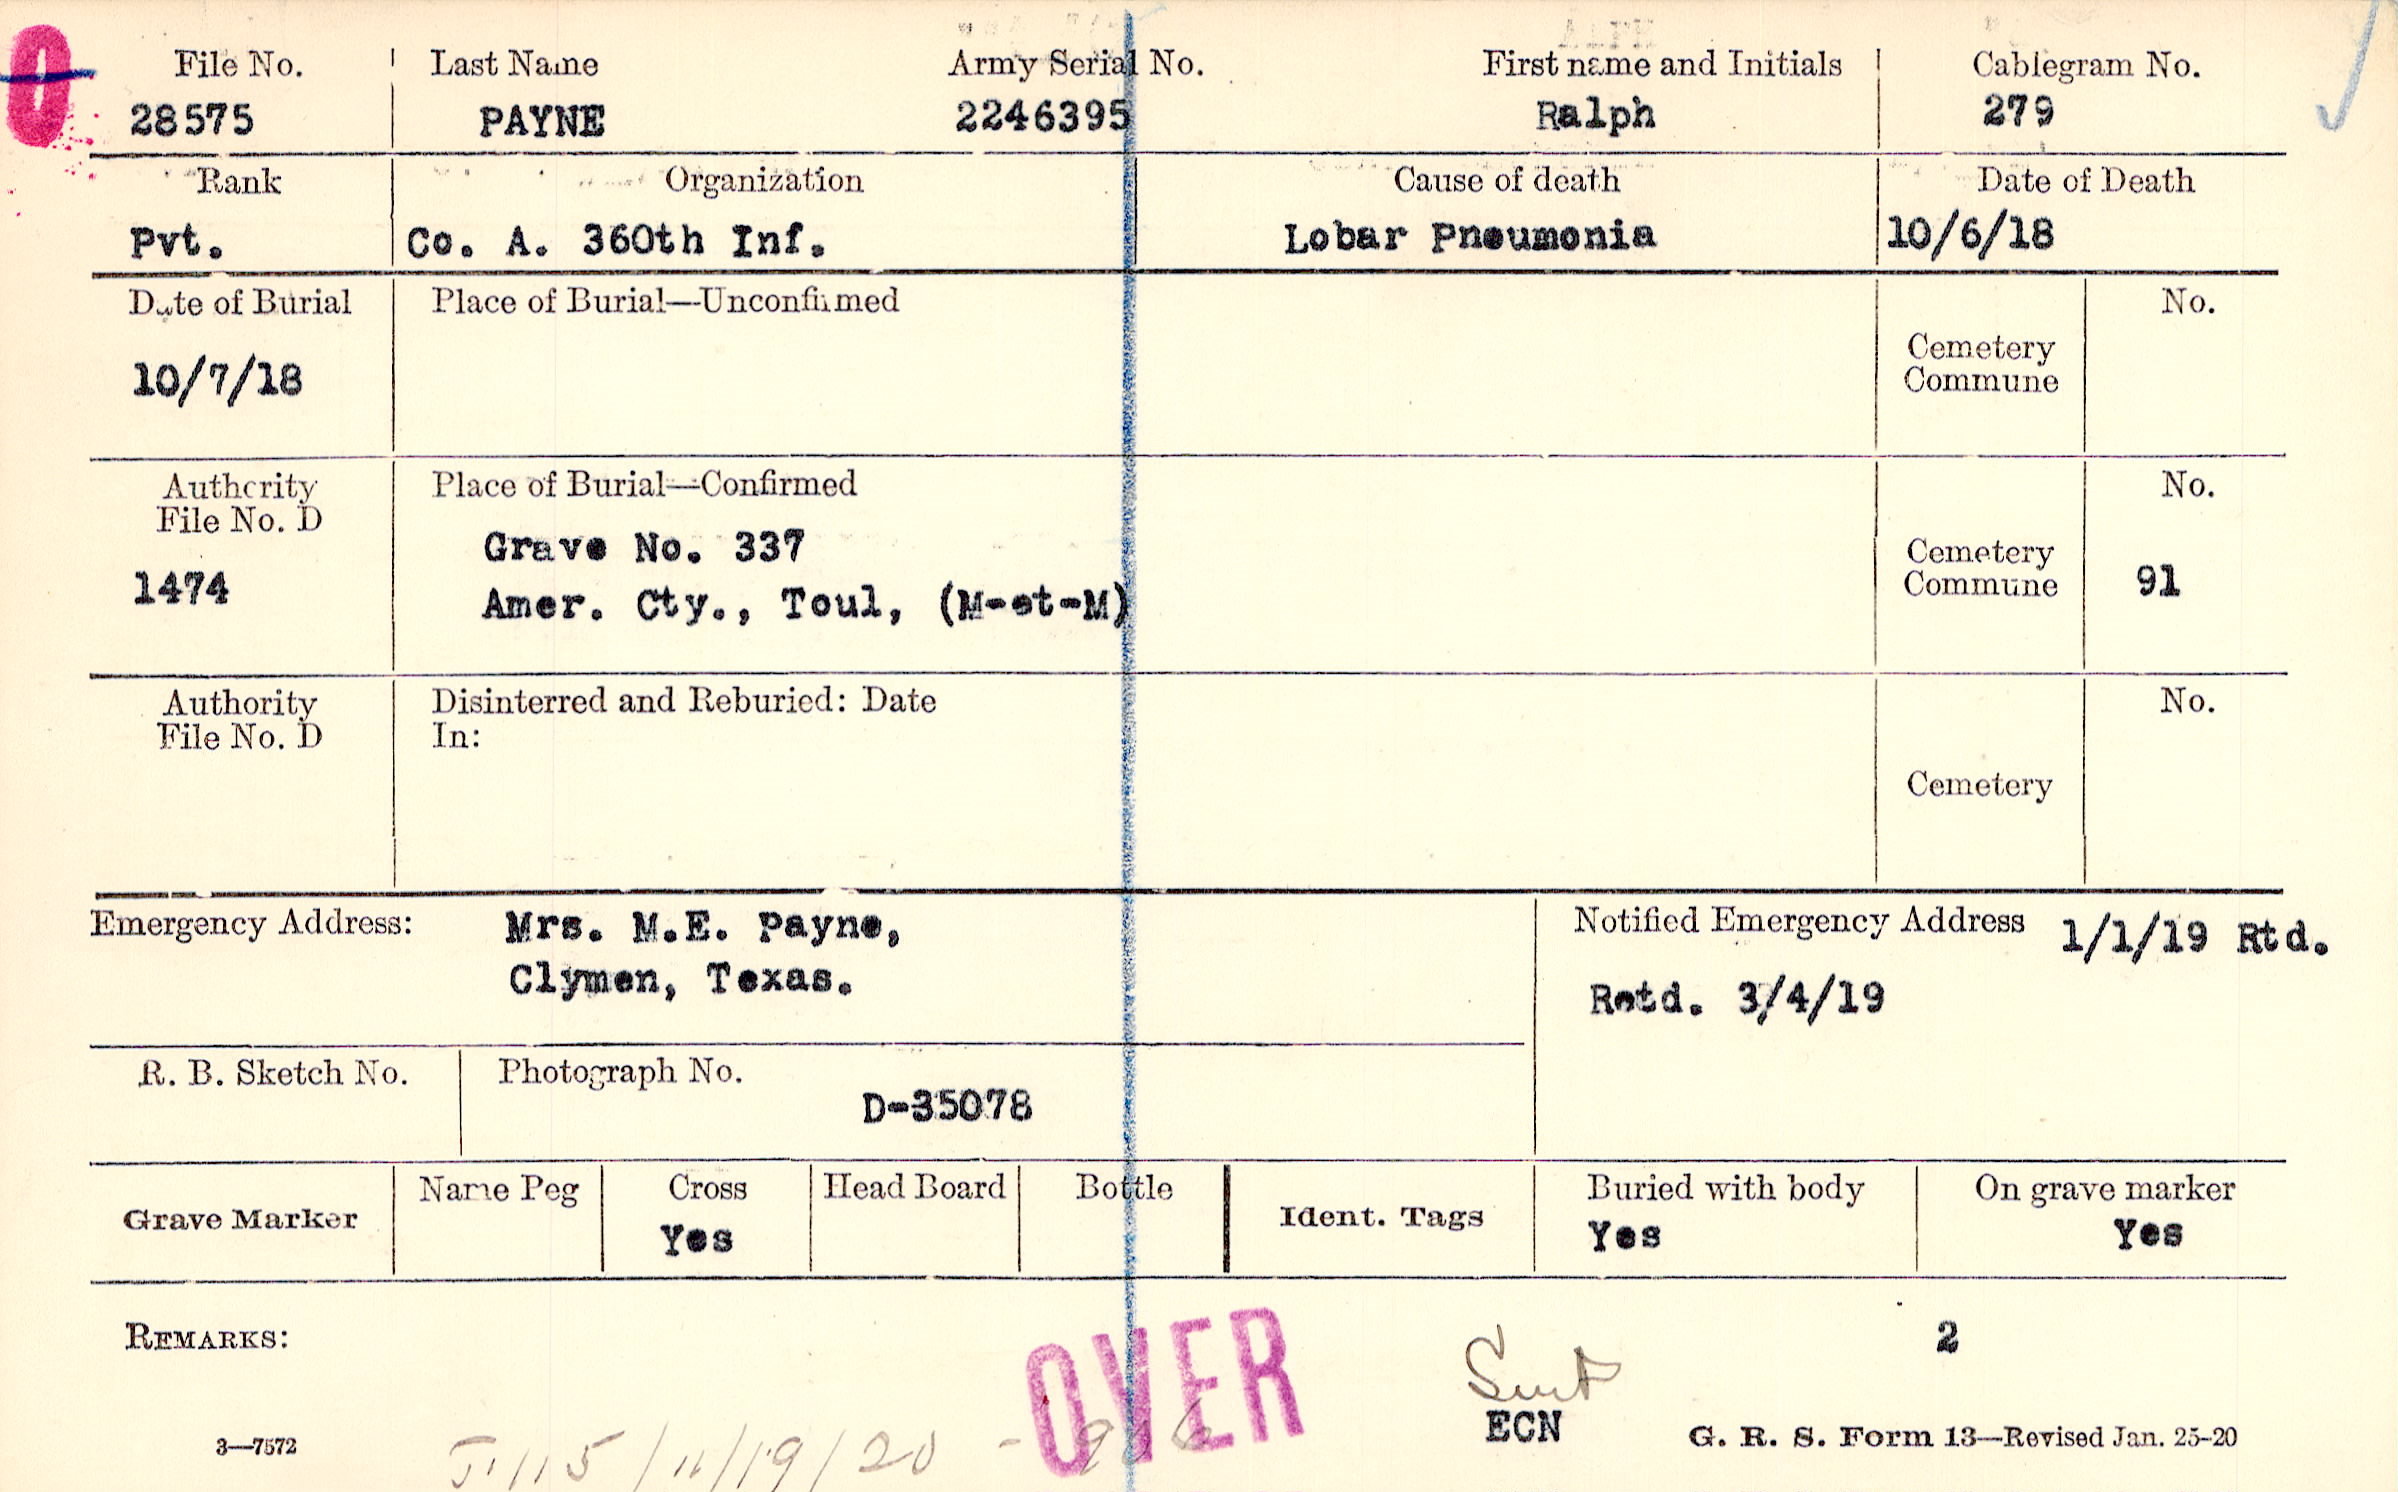 O
File No. Last Name Army Serial No. First name and Initials Cablegram No.
28575 PAYNE 2246395 Ralph 279
Rank Organization Cause of death Date of Death
Pvt. Co. A. 360th Inf. Lobar Pneumonia 10/6/18
Date of Burial Place of Burial—Unconfirmed No.
Cemetery
Commune
10/7/18
Authority Place of Burial—Confirmed No.
File No. D
Grave No. 337 Cemetery
1474 Amer. Cty., Toul, (M-et-M) Commune 91
Authority Disinterred and Reburied: Date No.
File No. D In:
Cemetery
Emergency Address: Mrs. M.E. Payne, Notified Emergency Address 1/1/19 Rtd.
Clymen, Texas. Retd. 3/4/19
R. B. Sketch No. Photograph No.
D-35078
Grave Marker Name Peg Cross Head Board Bottle Ident. Tags Buried with body On grave marker
Yes Yes Yes
REMARKS: 2
OVER
ECN
3—7572 G. R. S. Form 13—Revised Jan. 25-20
/11/19/20